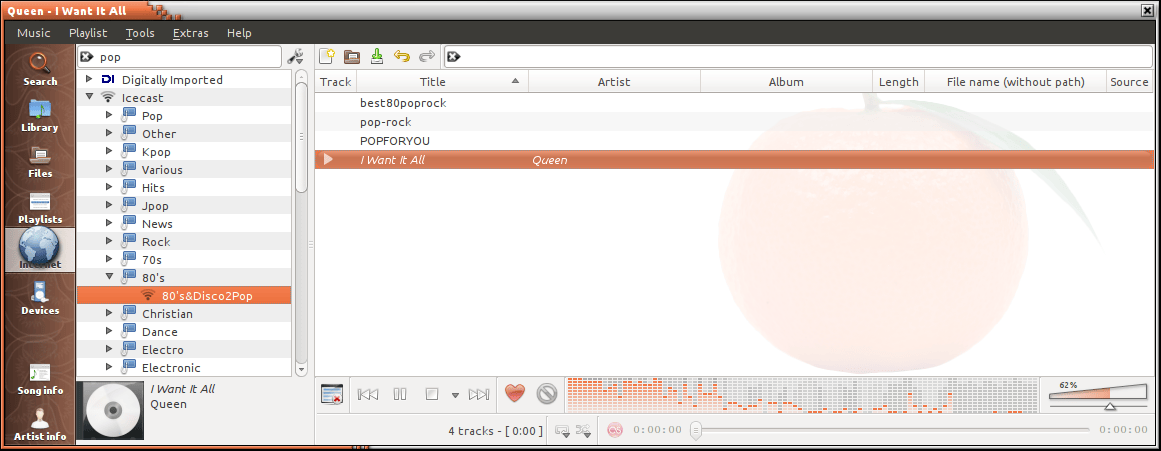 Queen - I Want It All
Music Playlist Tools Extras Help
pop
Search
Library
Files
Playlists
Internet
Devices
Song info
Artist info
DI Digitally Imported
Icecast
Pop
Other
Kpop
Various
Hits
Jpop
News
Rock
70s
80's
80's&Disco2Pop
Christian
Dance
Electro
Electronic
I Want It All
Queen
Track Title Artist Album Length File name (without path) Source
best80poprock
pop-rock
POPFORYOU
I Want It All Queen
62%
4 tracks - [ 0:00 ] 0:00:00 0:00:00